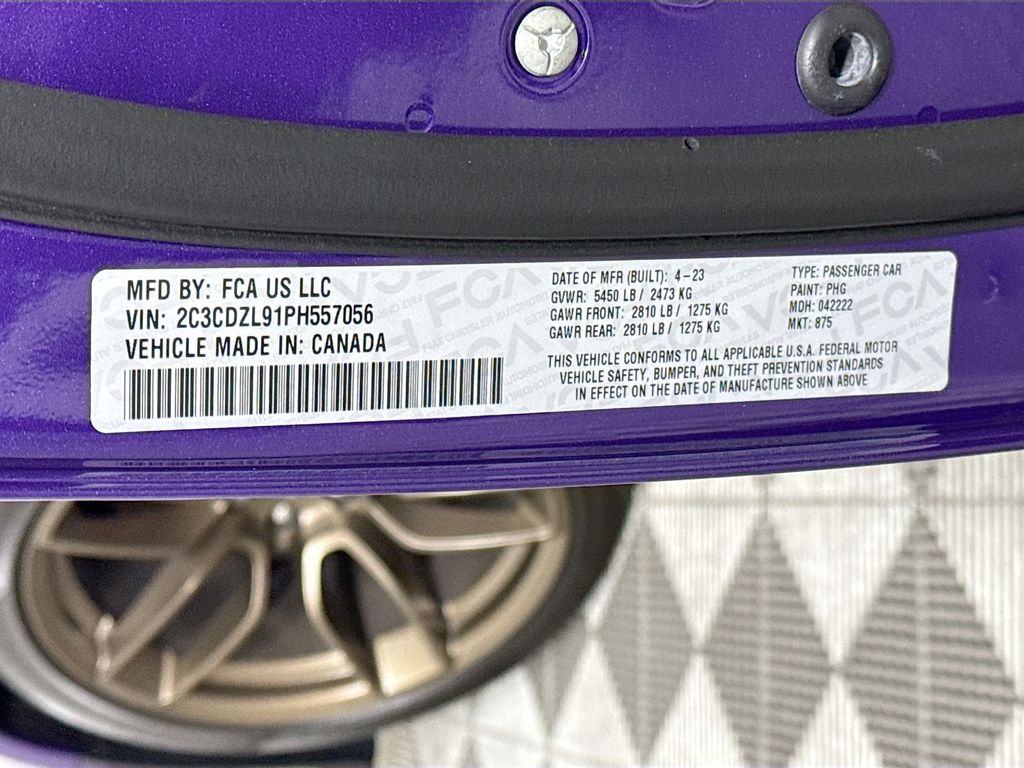 MFD BY: FCA US LLC
VIN: 2C3CDZL91PH557056
VEHICLE MADE IN: CANADA
DATE OF MFR (BUILT): 4-23
GVWR: 5450 LB / 2473 KG
GAWR FRONT: 2810 LB / 1275 KG
GAWR REAR: 2810 LB / 1275 KG
TYPE: PASSENGER CAR
PAINT: PHG
MDH: 042222
MKT: 875
THIS VEHICLE CONFORMS TO ALL APPLICABLE U.S.A. FEDERAL MOTOR
VEHICLE SAFETY, BUMPER, AND THEFT PREVENTION STANDARDS
IN EFFECT ON THE DATE OF MANUFACTURE SHOWN ABOVE